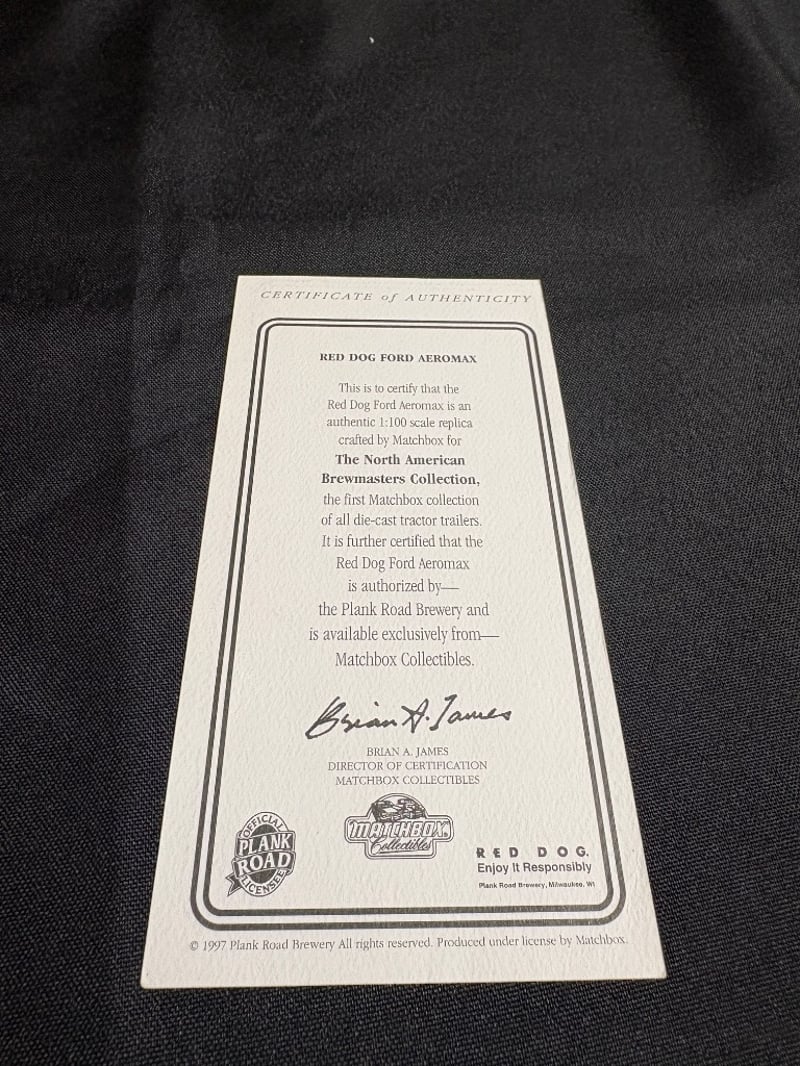 CERTIFICATE of AUTHENTICITY
RED DOG FORD AEROMAX
This is to certify that the
Red Dog Ford Aeromax is an
authentic 1:100 scale replica
crafted by Matchbox for
The North American
Brewmasters Collection,
the first Matchbox collection
of all die-cast tractor trailers.
It is further certified that the
Red Dog Ford Aeromax
is authorized by—
the Plank Road Brewery and
is available exclusively from—
Matchbox Collectibles.
Brian A. James
BRIAN A. JAMES
DIRECTOR OF CERTIFICATION
MATCHBOX COLLECTIBLES
OFFICIAL
PLANK
ROAD
LICENSEE
MATCHBOX
Collectibles
RED DOG.
Enjoy It Responsibly
Plank Road Brewery, Milwaukee, WI
© 1997 Plank Road Brewery All rights reserved. Produced under license by Matchbox.